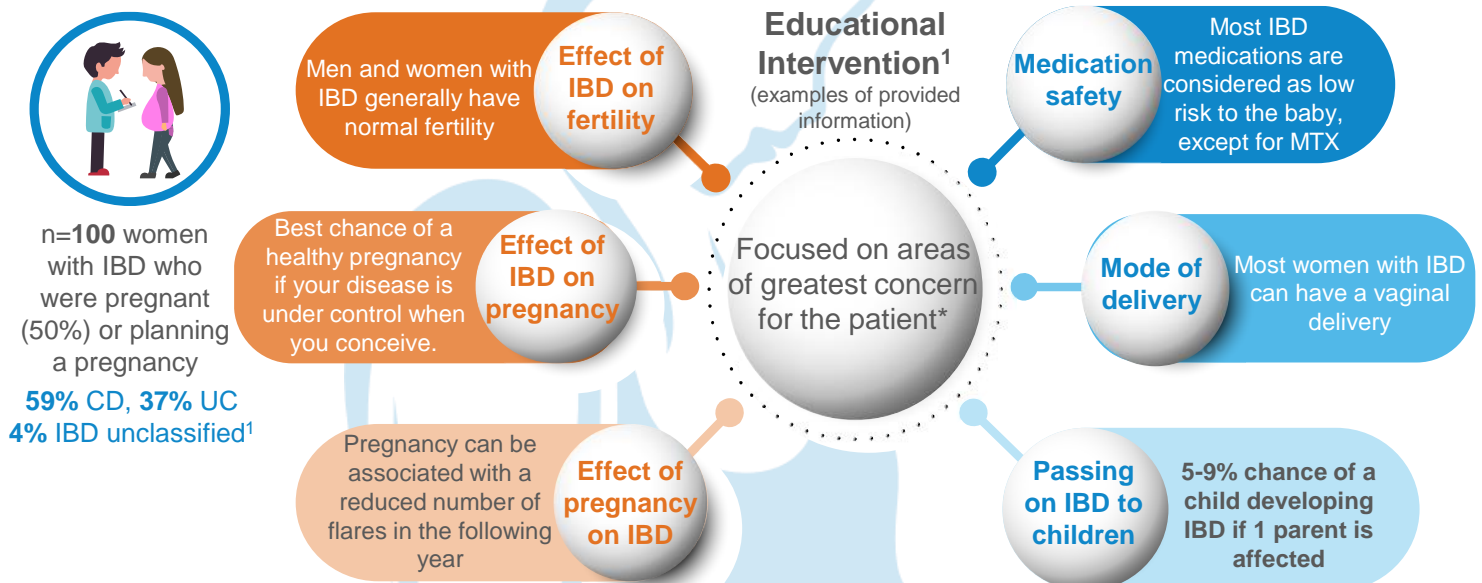 n=100 women
with IBD who
were pregnant
(50%) or planning
a pregnancy
59% CD, 37% UC
4% IBD unclassified1
Educational
Intervention1
(examples of provided
information)
Focused on areas
of greatest concern
for the patient*
Men and women with
IBD generally have
normal fertility
Effect of
IBD on
fertility
Best chance of a
healthy pregnancy
if your disease is
under control when
you conceive.
Effect of
IBD on
pregnancy
Pregnancy can be
associated with a
reduced number of
flares in the following
year
Effect of
pregnancy
on IBD
Medication
safety
Most IBD
medications are
considered as low
risk to the baby,
except for MTX
Mode of
delivery
Most women with IBD
can have a vaginal
delivery
Passing
on IBD to
children
5-9% chance of a
child developing
IBD if 1 parent is
affected